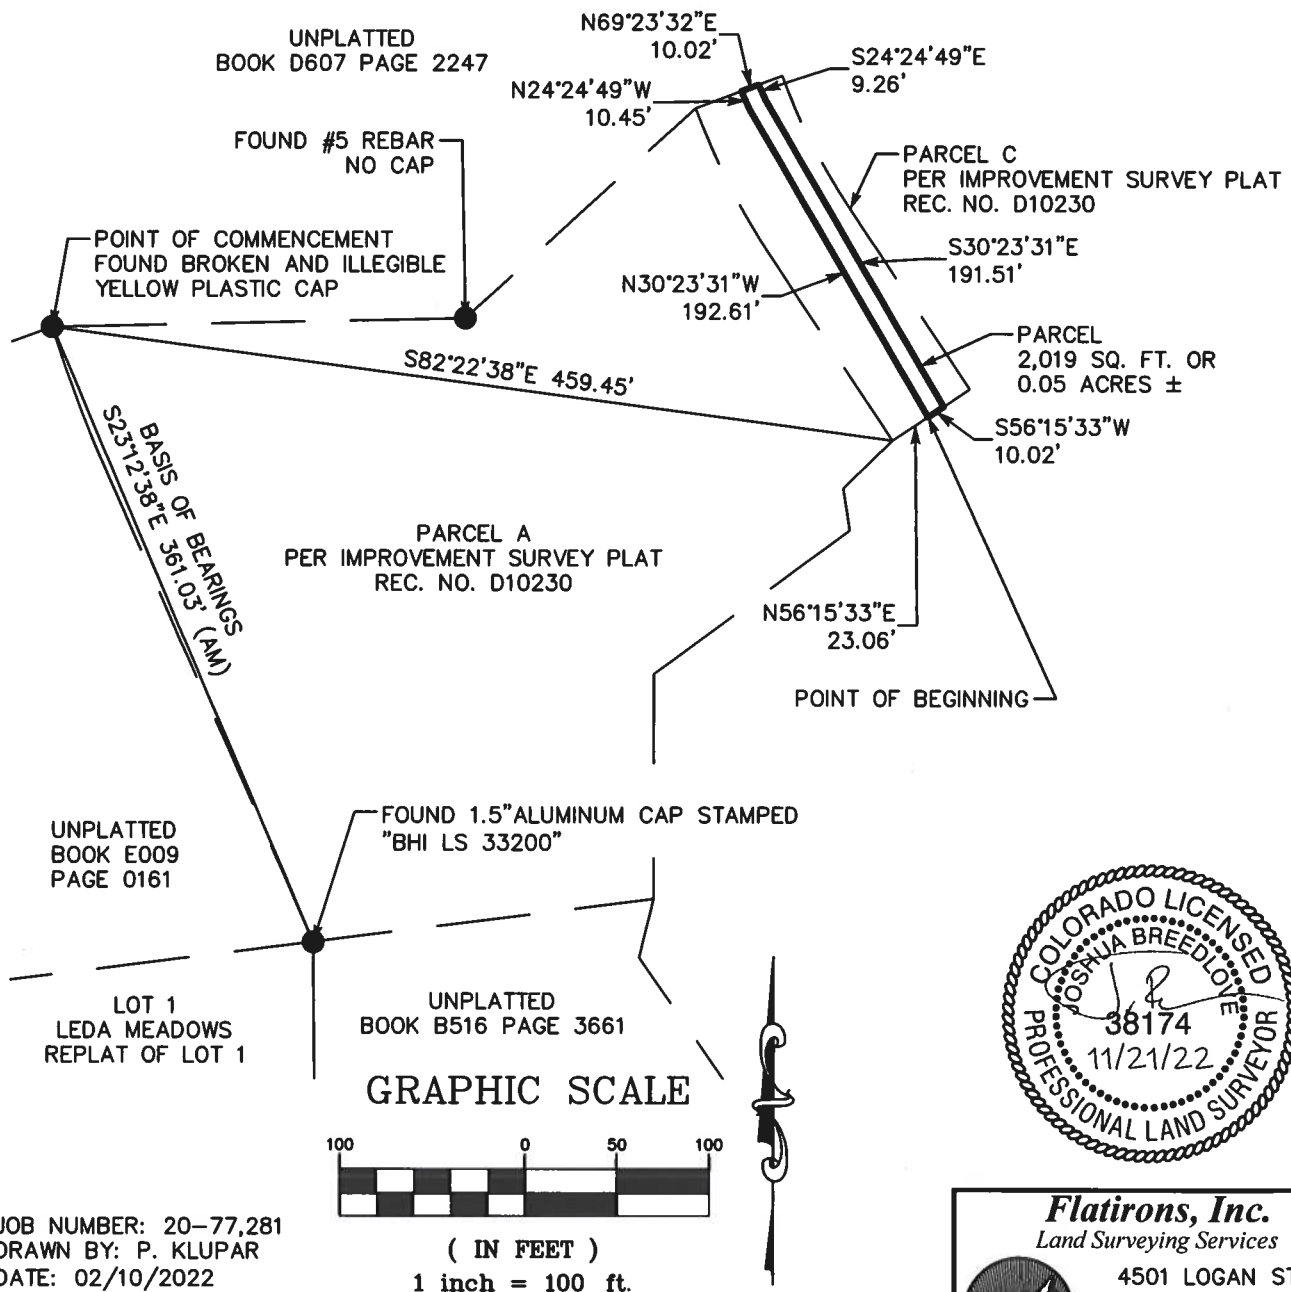 UNPLATTED
BOOK D607 PAGE 2247
N69°23'32"E
10.02'
S24°24'49"E
9.26'
N24°24'49"W
10.45'
FOUND #5 REBAR
NO CAP
PARCEL C
PER IMPROVEMENT SURVEY PLAT
REC. NO. D10230
POINT OF COMMENCEMENT
FOUND BROKEN AND ILLEGIBLE
YELLOW PLASTIC CAP
S30°23'31"E
191.51'
N30°23'31"W
192.61'
PARCEL
2,019 SQ. FT. OR
0.05 ACRES ±
S82°22'38"E 459.45'
S56°15'33"W
10.02'
BASIS OF BEARINGS
S23°12'38"E 361.03' (AM)
PARCEL A
PER IMPROVEMENT SURVEY PLAT
REC. NO. D10230
N56°15'33"E
23.06'
POINT OF BEGINNING
FOUND 1.5"ALUMINUM CAP STAMPED
"BHI LS 33200"
UNPLATTED
BOOK E009
PAGE 0161
LOT 1
LEDA MEADOWS
REPLAT OF LOT 1
UNPLATTED
BOOK B516 PAGE 3661
COLORADO LICENSED
JOSHUA BREEDLOVE
38174
11/21/22
PROFESSIONAL LAND SURVEYOR
GRAPHIC SCALE
100 0 50 100
( IN FEET )
1 inch = 100 ft.
JOB NUMBER: 20-77,281
DRAWN BY: P. KLUPAR
DATE: 02/10/2022
Flatirons, Inc.
Land Surveying Services
4501 LOGAN ST